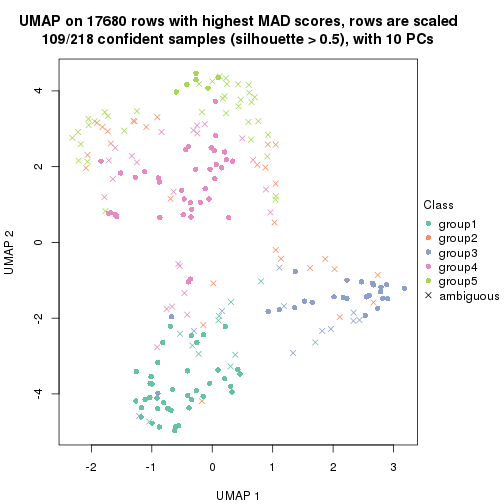 UMAP on 17680 rows with highest MAD scores, rows are scaled
109/218 confident samples (silhouette > 0.5), with 10 PCs
4
2
0
-2
-4
UMAP 2
-2
-1
0
1
2
3
UMAP 1
Class
group1
group2
group3
group4
group5
ambiguous